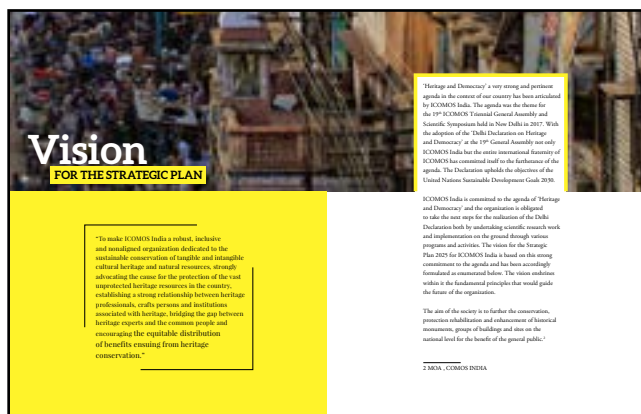 Vision
FOR THE STRATEGIC PLAN
"To make ICOMOS India a robust, inclusive
and nonaligned organization dedicated to the
sustainable conservation of tangible and intangible
cultural heritage and natural resources, strongly
advocating the cause for the protection of the vast
unprotected heritage resources in the country,
establishing a strong relationship between heritage
professionals, crafts persons and institutions
associated with heritage, bridging the gap between
heritage experts and the common people and
encouraging the equitable distribution
of benefits ensuing from heritage
conservation."
'Heritage and Democracy' a very strong and pertinent
agenda in the context of our country has been articulated
by ICOMOS India. The agenda was the theme for
the 19th ICOMOS Triennial General Assembly and
Scientific Symposium held in New Delhi in 2017. With
the adoption of the 'Delhi Declaration on Heritage
and Democracy' at the 19th General Assembly not only
ICOMOS India but the entire international fraternity of
ICOMOS has committed itself to the furtherance of the
agenda. The Declaration upholds the objectives of the
United Nations Sustainable Development Goals 2030.
ICOMOS India is committed to the agenda of 'Heritage
and Democracy' and the organization is obligated
to take the next steps for the realisation of the Delhi
Declaration both by undertaking scientific research work
and implementation on the ground through various
programs and activities. The vision for the Strategic
Plan 2025 for ICOMOS India is based on this strong
commitment to the agenda and has been accordingly
formulated as enumerated below. The vision enshrines
within it the fundamental principles that would guide
the future of the organization.
The aim of the society is to further the conservation,
protection rehabilitation and enhancement of historical
monuments, groups of buildings and sites on the
national level for the benefit of the general public.2
2 MOA , COMOS INDIA